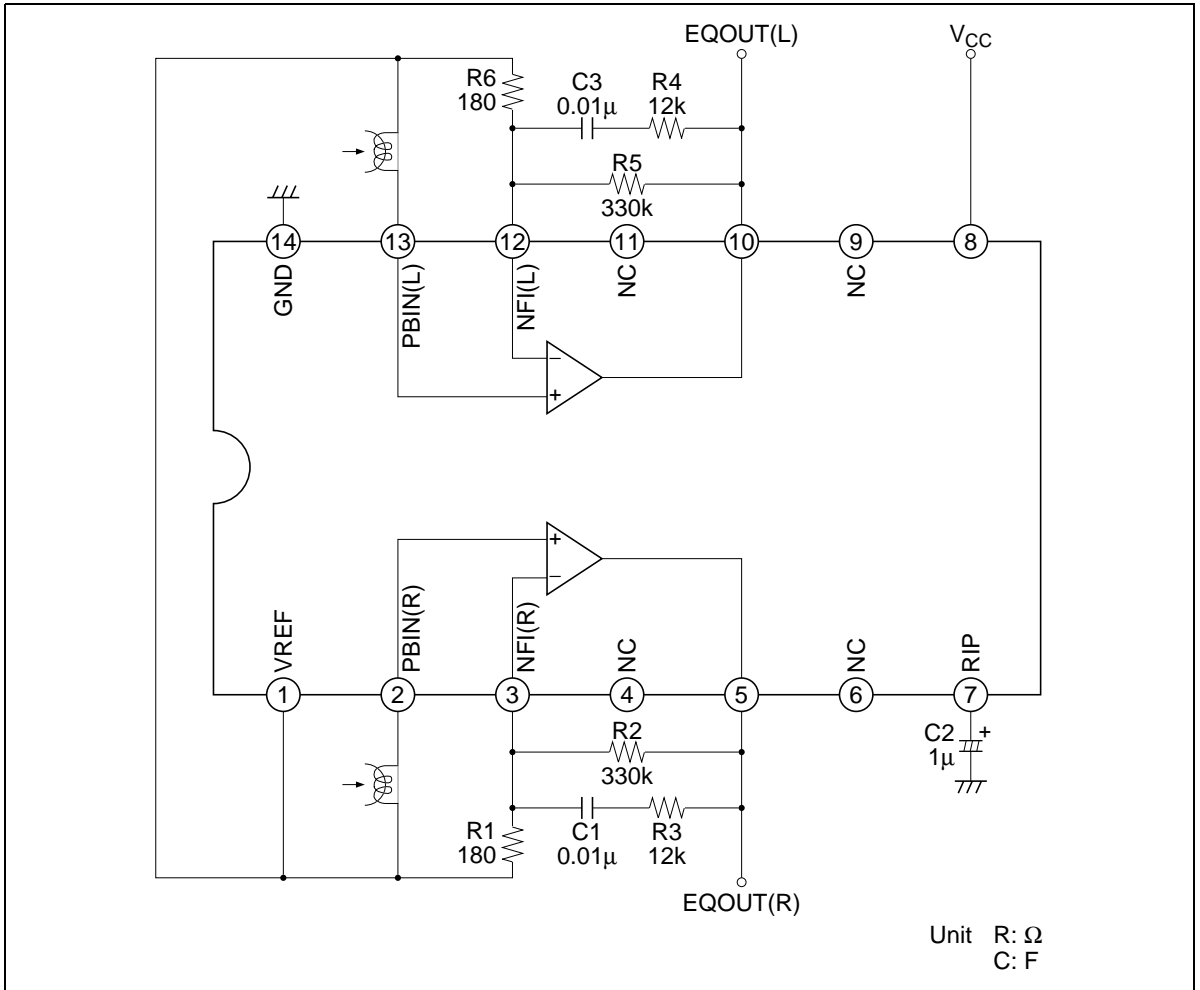 EQOUT(L)
V_CC
R6
180
C3
0.01μ
R4
12k
R5
330k
14
13
12
11
10
9
8
GND
PBIN(L)
NFI(L)
NC
NC
−
+
+
−
VREF
PBIN(R)
NFI(R)
NC
NC
RIP
1
2
3
4
5
6
7
R2
330k
C2
1μ
+
R1
180
C1
0.01μ
R3
12k
EQOUT(R)
Unit R: Ω
C: F